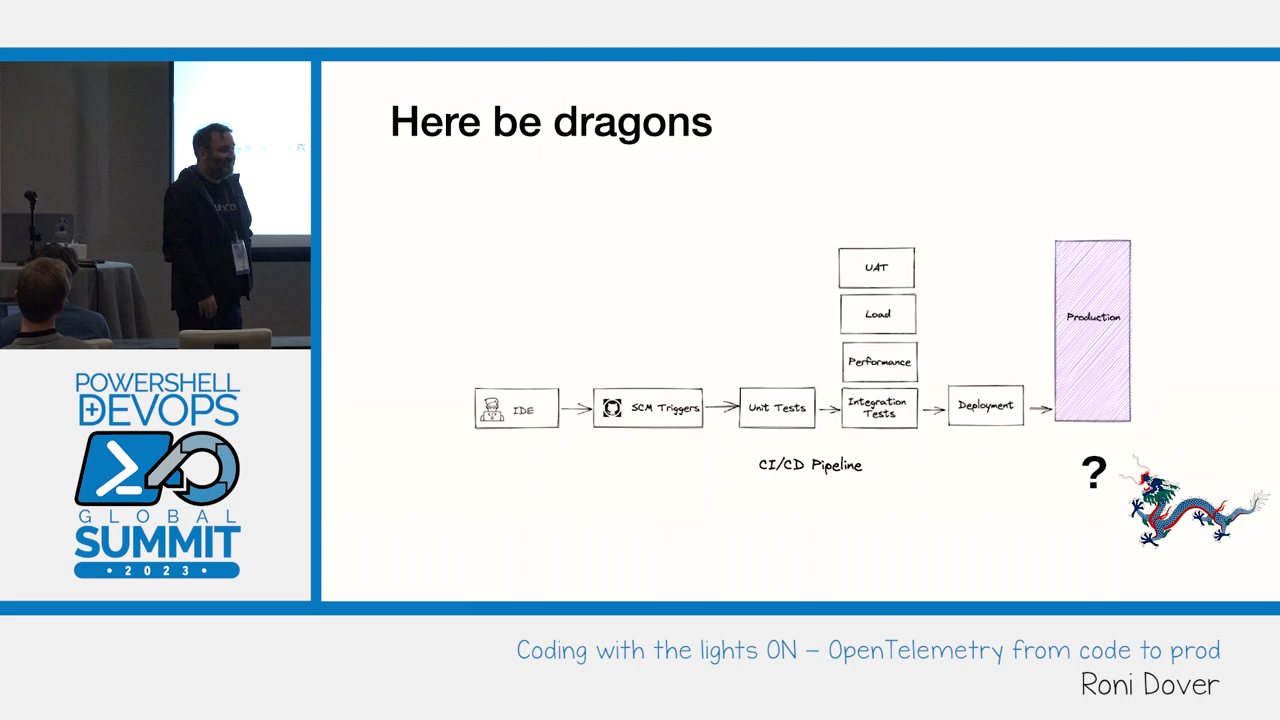 Here be dragons
UAT
Load
Performance
IDE
SCM Triggers
Unit Tests
Integration
Tests
Deployment
Production
CI/CD Pipeline
?
POWERSHELL
+DEVOPS
GLOBAL
SUMMIT
• 2023 •
Coding with the lights ON – OpenTelemetry from code to prod
Roni Dover